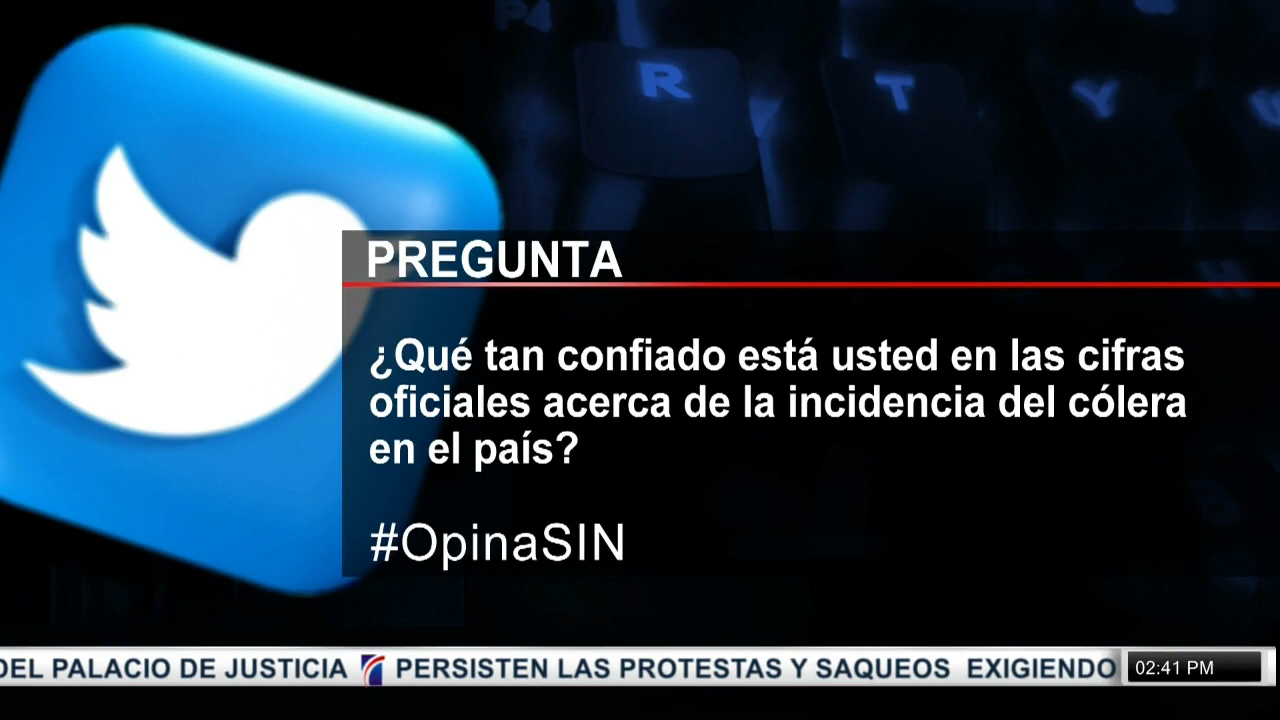 P4
R T Y U
PREGUNTA
¿Qué tan confiado está usted en las cifras
oficiales acerca de la incidencia del cólera
en el país?
#OpinaSIN
DEL PALACIO DE JUSTICIA PERSISTEN LAS PROTESTAS Y SAQUEOS EXIGIENDO
02:41 PM